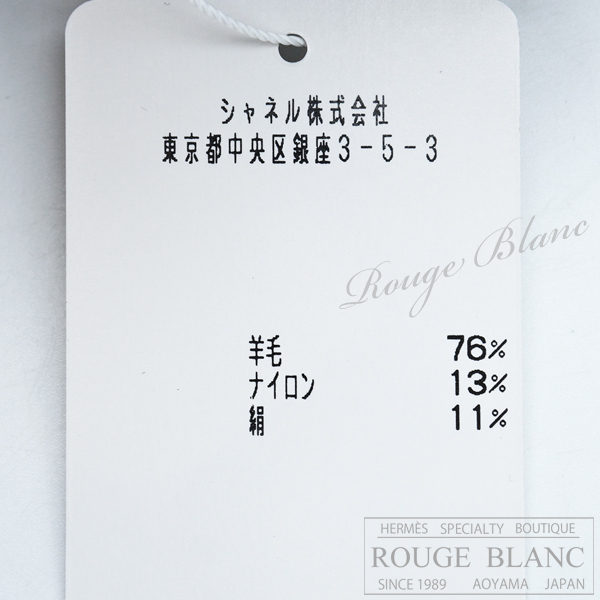 シャネル株式会社
東京都中央区銀座3-5-3
Rouge Blanc
羊毛 76%
ナイロン 13%
絹 11%
HERMÈS SPECIALTY BOUTIQUE
ROUGE BLANC
SINCE 1989 AOYAMA JAPAN